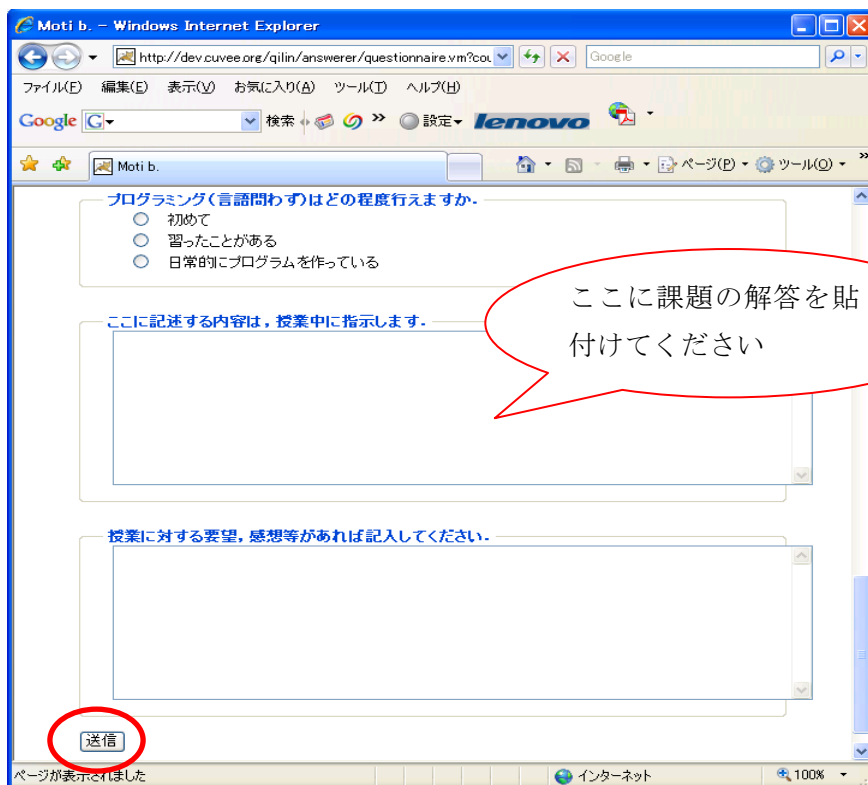 Moti b. - Windows Internet Explorer
http://dev.cuvee.org/qilin/answerer/questionnaire.vm?cou
Google
ファイル(F) 編集(E) 表示(V) お気に入り(A) ツール(T) ヘルプ(H)
Google G 検索 » 設定 lenovo
Moti b. ページ(P) ツール(O) »
プログラミング(言語問わず)はどの程度行えますか.
初めて
習ったことがある
日常的にプログラムを作っている
ここに課題の解答を貼
付けてください
ここに記述する内容は,授業中に指示します.
授業に対する要望,感想等があれば記入してください.
送信
ページが表示されました インターネット 100%